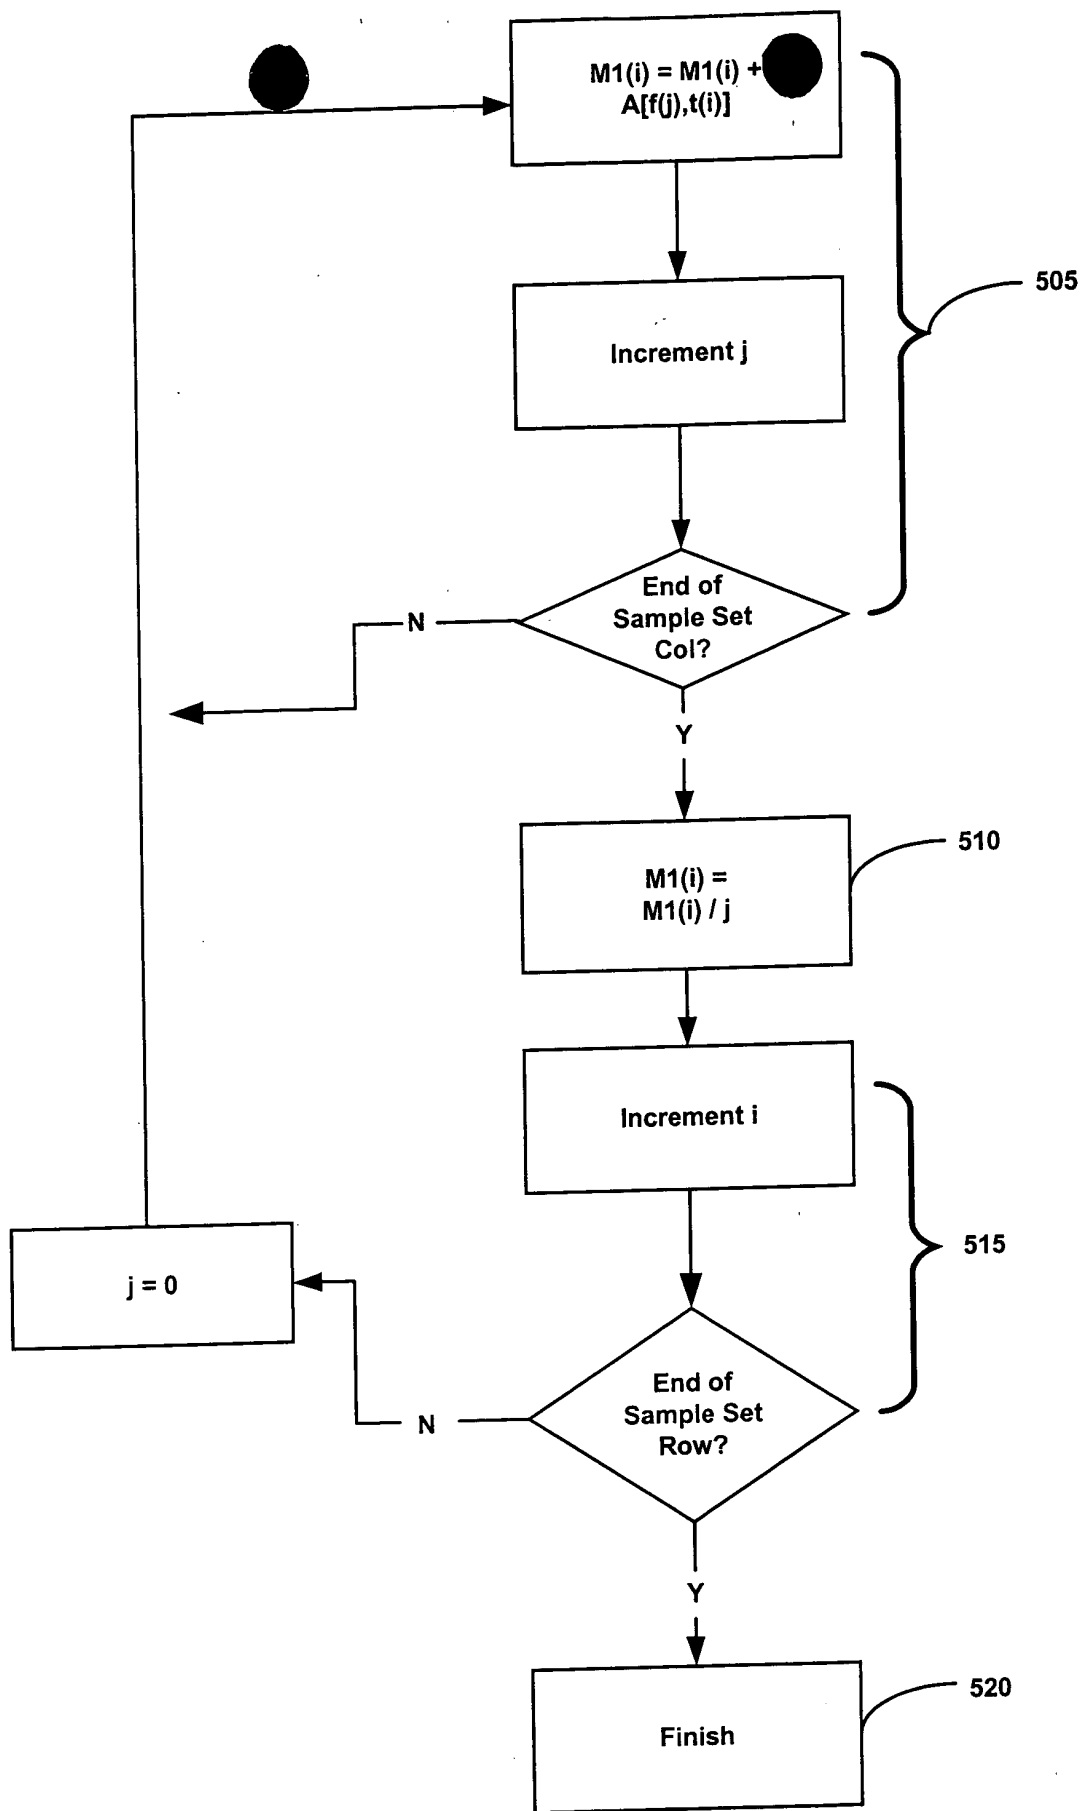 M1(i) = M1(i) +
A[f(j),t(i)]
505
Increment j
End of
Sample Set
Col?
N
Y
510
M1(i) =
M1(i) / j
Increment i
515
j = 0
End of
Sample Set
Row?
N
Y
520
Finish